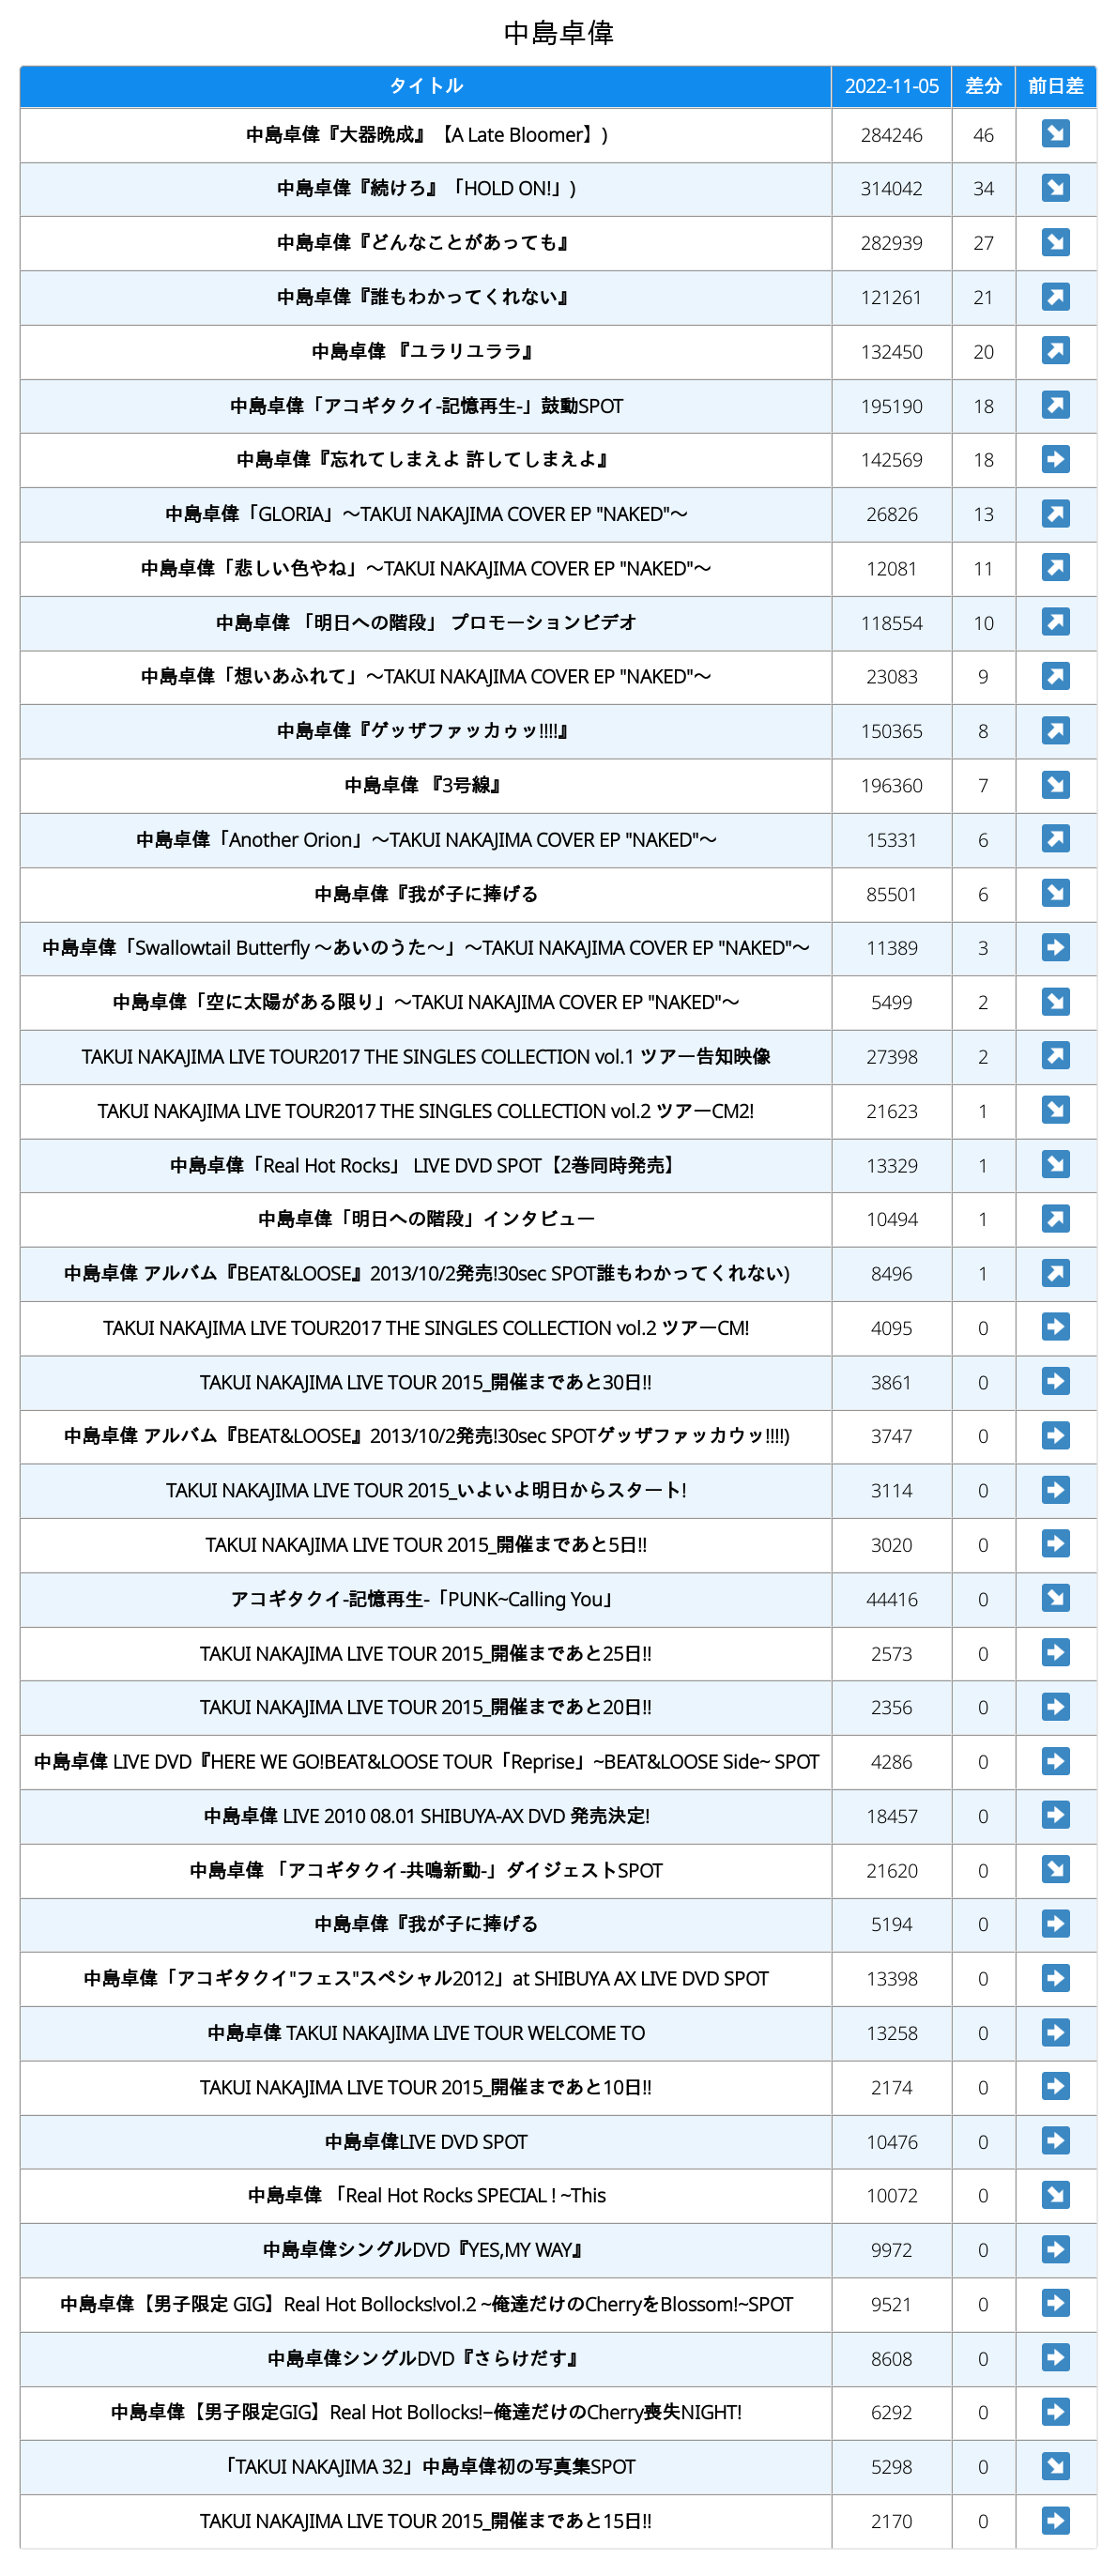 中島卓偉
タイトル 2022-11-05 差分 前日差
中島卓偉『大器晩成』【A Late Bloomer】) 284246 46 ↘
中島卓偉『続けろ』「HOLD ON!」) 314042 34 ↘
中島卓偉『どんなことがあっても』 282939 27 ↘
中島卓偉『誰もわかってくれない』 121261 21 ↗
中島卓偉 『ユラリユララ』 132450 20 ↗
中島卓偉「アコギタクイ-記憶再生-」鼓動SPOT 195190 18 ↗
中島卓偉『忘れてしまえよ 許してしまえよ』 142569 18 ➡
中島卓偉「GLORIA」〜TAKUI NAKAJIMA COVER EP "NAKED"〜 26826 13 ↗
中島卓偉「悲しい色やね」〜TAKUI NAKAJIMA COVER EP "NAKED"〜 12081 11 ↗
中島卓偉 「明日への階段」 プロモーションビデオ 118554 10 ↗
中島卓偉「想いあふれて」〜TAKUI NAKAJIMA COVER EP "NAKED"〜 23083 9 ↗
中島卓偉『ゲッザファッカゥッ!!!!』 150365 8 ↗
中島卓偉 『3号線』 196360 7 ↘
中島卓偉「Another Orion」〜TAKUI NAKAJIMA COVER EP "NAKED"〜 15331 6 ↗
中島卓偉『我が子に捧げる 85501 6 ↘
中島卓偉「Swallowtail Butterfly 〜あいのうた〜」〜TAKUI NAKAJIMA COVER EP "NAKED"〜 11389 3 ➡
中島卓偉「空に太陽がある限り」〜TAKUI NAKAJIMA COVER EP "NAKED"〜 5499 2 ↘
TAKUI NAKAJIMA LIVE TOUR2017 THE SINGLES COLLECTION vol.1 ツアー告知映像 27398 2 ↗
TAKUI NAKAJIMA LIVE TOUR2017 THE SINGLES COLLECTION vol.2 ツアーCM2! 21623 1 ↘
中島卓偉「Real Hot Rocks」 LIVE DVD SPOT【2巻同時発売】 13329 1 ↘
中島卓偉「明日への階段」インタビュー 10494 1 ↗
中島卓偉 アルバム『BEAT&LOOSE』2013/10/2発売!30sec SPOT誰もわかってくれない) 8496 1 ↗
TAKUI NAKAJIMA LIVE TOUR2017 THE SINGLES COLLECTION vol.2 ツアーCM! 4095 0 ➡
TAKUI NAKAJIMA LIVE TOUR 2015_開催まであと30日!! 3861 0 ➡
中島卓偉 アルバム『BEAT&LOOSE』2013/10/2発売!30sec SPOTゲッザファッカウッ!!!!) 3747 0 ➡
TAKUI NAKAJIMA LIVE TOUR 2015_いよいよ明日からスタート! 3114 0 ➡
TAKUI NAKAJIMA LIVE TOUR 2015_開催まであと5日!! 3020 0 ➡
アコギタクイ-記憶再生-「PUNK~Calling You」 44416 0 ↘
TAKUI NAKAJIMA LIVE TOUR 2015_開催まであと25日!! 2573 0 ➡
TAKUI NAKAJIMA LIVE TOUR 2015_開催まであと20日!! 2356 0 ➡
中島卓偉 LIVE DVD『HERE WE GO!BEAT&LOOSE TOUR「Reprise」~BEAT&LOOSE Side~ SPOT 4286 0 ➡
中島卓偉 LIVE 2010 08.01 SHIBUYA-AX DVD 発売決定! 18457 0 ➡
中島卓偉 「アコギタクイ-共鳴新動-」ダイジェストSPOT 21620 0 ↘
中島卓偉『我が子に捧げる 5194 0 ➡
中島卓偉「アコギタクイ"フェス"スペシャル2012」at SHIBUYA AX LIVE DVD SPOT 13398 0 ➡
中島卓偉 TAKUI NAKAJIMA LIVE TOUR WELCOME TO 13258 0 ➡
TAKUI NAKAJIMA LIVE TOUR 2015_開催まであと10日!! 2174 0 ➡
中島卓偉LIVE DVD SPOT 10476 0 ➡
中島卓偉 「Real Hot Rocks SPECIAL ! ~This 10072 0 ↘
中島卓偉シングルDVD『YES,MY WAY』 9972 0 ➡
中島卓偉【男子限定 GIG】Real Hot Bollocks!vol.2 ~俺達だけのCherryをBlossom!~SPOT 9521 0 ➡
中島卓偉シングルDVD『さらけだす』 8608 0 ➡
中島卓偉【男子限定GIG】Real Hot Bollocks!−俺達だけのCherry喪失NIGHT! 6292 0 ➡
「TAKUI NAKAJIMA 32」中島卓偉初の写真集SPOT 5298 0 ↘
TAKUI NAKAJIMA LIVE TOUR 2015_開催まであと15日!! 2170 0 ➡